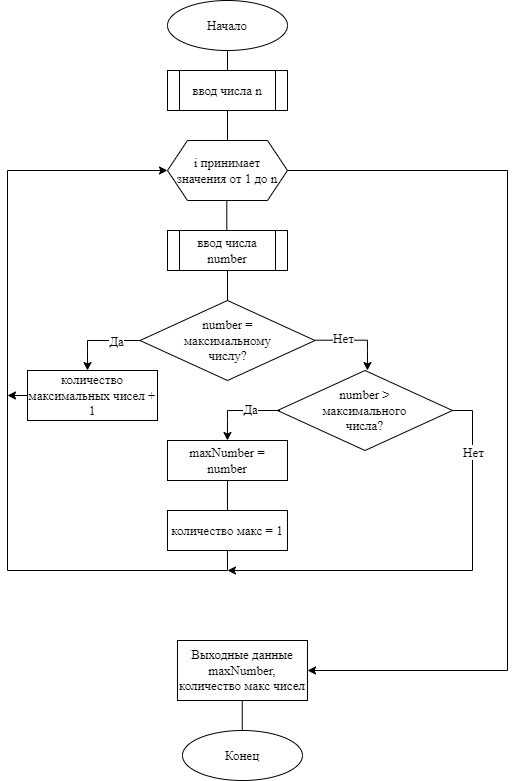 Начало
ввод числа n
i принимает
значения от 1 до n
ввод числа
number
number =
максимальному
числу?
Да
Нет
количество
максимальных чисел +
1
number >
максимального
числа?
Да
Нет
maxNumber =
number
количество макс = 1
Выходные данные
maxNumber,
количество макс чисел
Конец